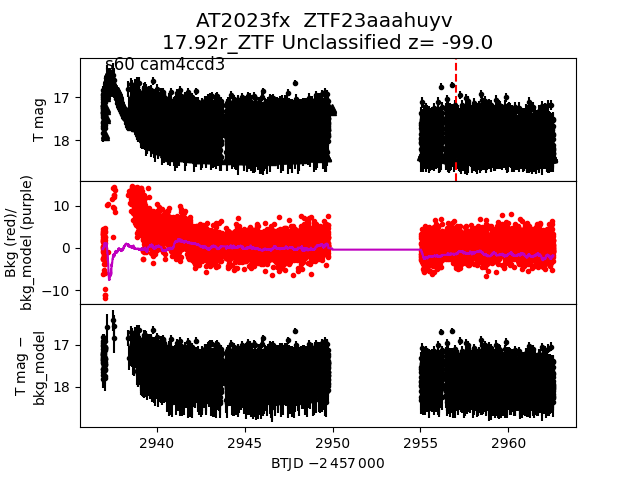 AT2023fx  ZTF23aaahuyv
17.92r_ZTF Unclassified z= -99.0
s60 cam4ccd3
T mag
17
18
Bkg (red)/
bkg_model (purple)
10
0
−10
T mag −
bkg_model
17
18
2940
2945
2950
2955
2960
BTJD −2 457 000